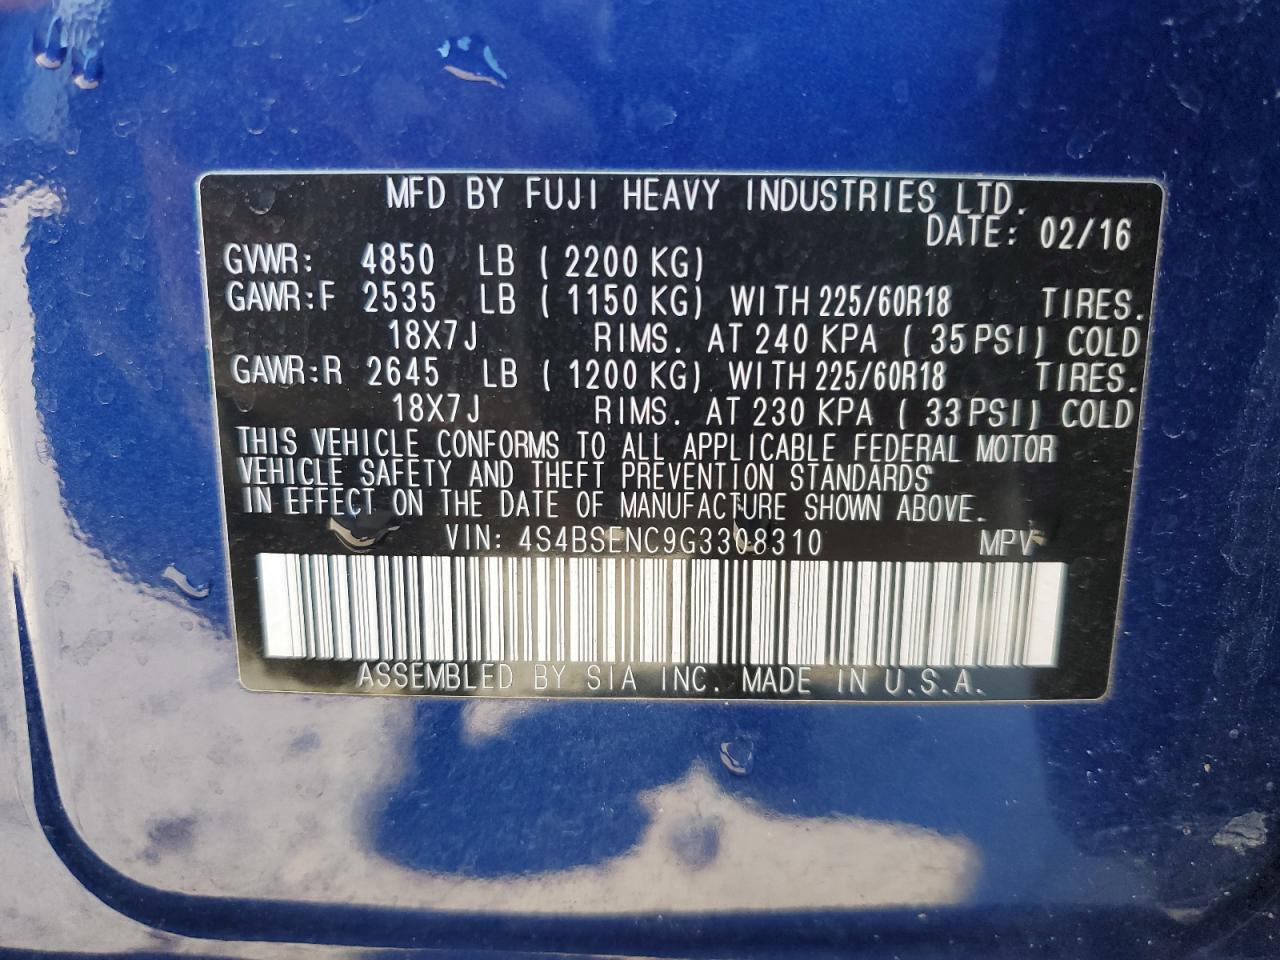 MFD BY FUJI HEAVY INDUSTRIES LTD.
DATE: 02/16
GVWR: 4850 LB ( 2200 KG)
GAWR:F 2535 LB ( 1150 KG) WITH 225/60R18 TIRES.
18X7J RIMS. AT 240 KPA ( 35 PSI) COLD
GAWR:R 2645 LB ( 1200 KG) WITH 225/60R18 TIRES.
18X7J RIMS. AT 230 KPA ( 33 PSI) COLD
THIS VEHICLE CONFORMS TO ALL APPLICABLE FEDERAL MOTOR
VEHICLE SAFETY AND THEFT PREVENTION STANDARDS
IN EFFECT ON THE DATE OF MANUFACTURE SHOWN ABOVE.
VIN: 4S4BSENC9G3308310 MPV
ASSEMBLED BY SIA INC. MADE IN U.S.A.